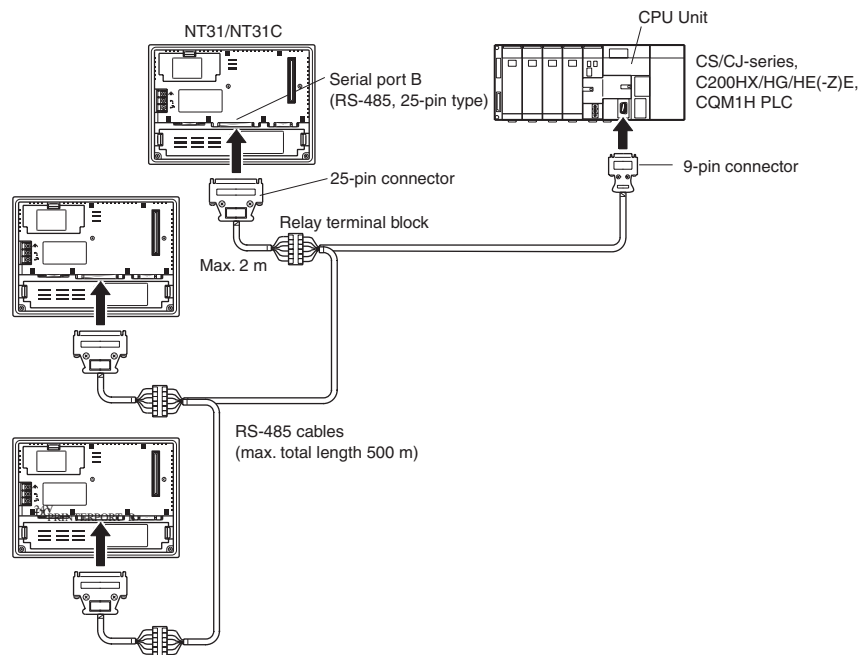 NT31/NT31C
CPU Unit
Serial port B
(RS-485, 25-pin type)
CS/CJ-series,
C200HX/HG/HE(-Z)E,
CQM1H PLC
25-pin connector
9-pin connector
Relay terminal block
Max. 2 m
RS-485 cables
(max. total length 500 m)